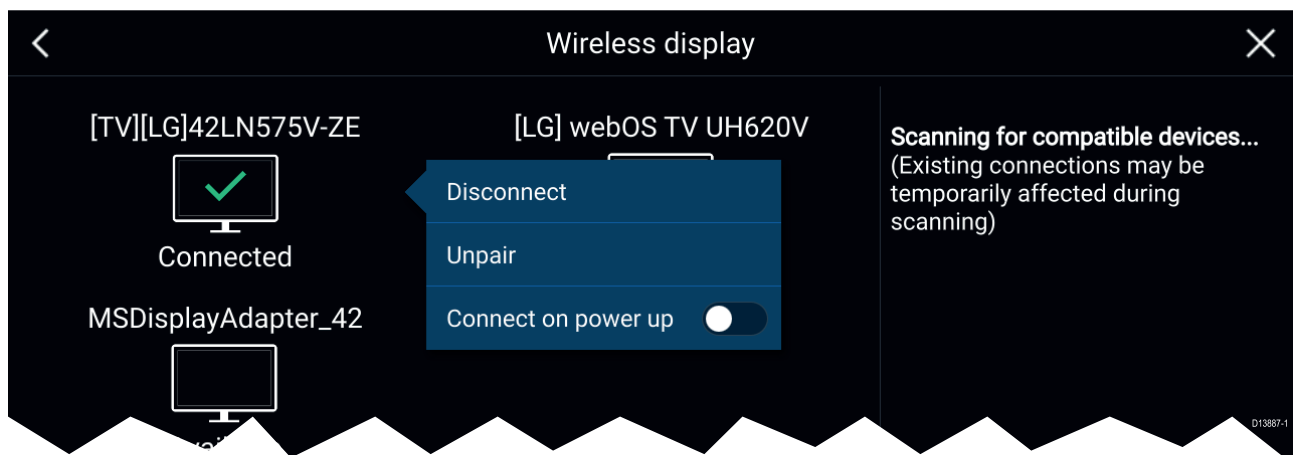 Wireless display
[TV][LG]42LN575V-ZE
[LG] webOS TV UH620V
Connected
MSDisplayAdapter_42
Disconnect
Unpair
Connect on power up
Scanning for compatible devices...
(Existing connections may be
temporarily affected during
scanning)
D13887-1